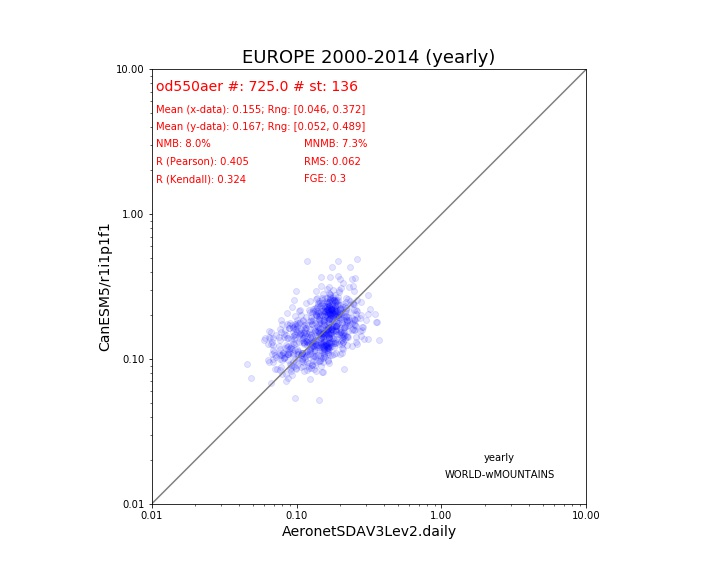 EUROPE 2000-2014 (yearly)
10.00
od550aer #: 725.0 # st: 136
Mean (x-data): 0.155; Rng: [0.046, 0.372]
Mean (y-data): 0.167; Rng: [0.052, 0.489]
NMB: 8.0% MNMB: 7.3%
R (Pearson): 0.405 RMS: 0.062
R (Kendall): 0.324 FGE: 0.3
1.00
CanESM5/r1i1p1f1
0.10
yearly
WORLD-wMOUNTAINS
0.01
0.01 0.10 1.00 10.00
AeronetSDAV3Lev2.daily